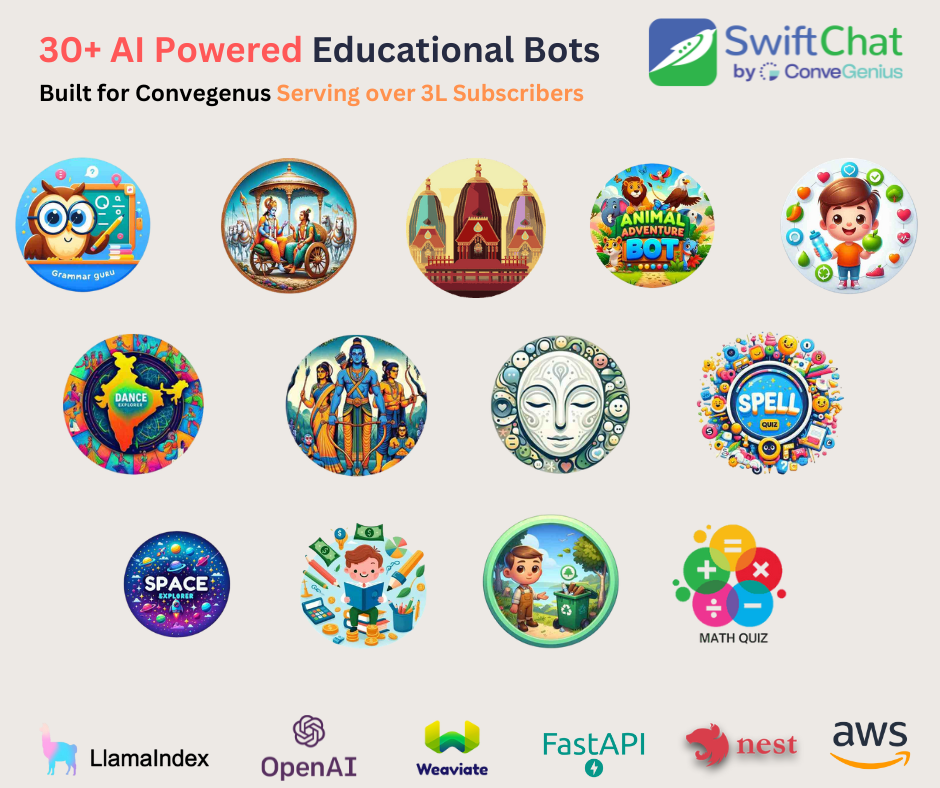 30+ AI Powered Educational Bots
Built for Convegenus Serving over 3L Subscribers
SwiftChat
by ConveGenius
Grammar guru
ANIMAL
ADVENTURE
BOT
DANCE
EXPLORER
SPELL
QUIZ
SPACE
EXPLORER
MATH QUIZ
LlamaIndex
OpenAI
Weaviate
FastAPI
nest
aws